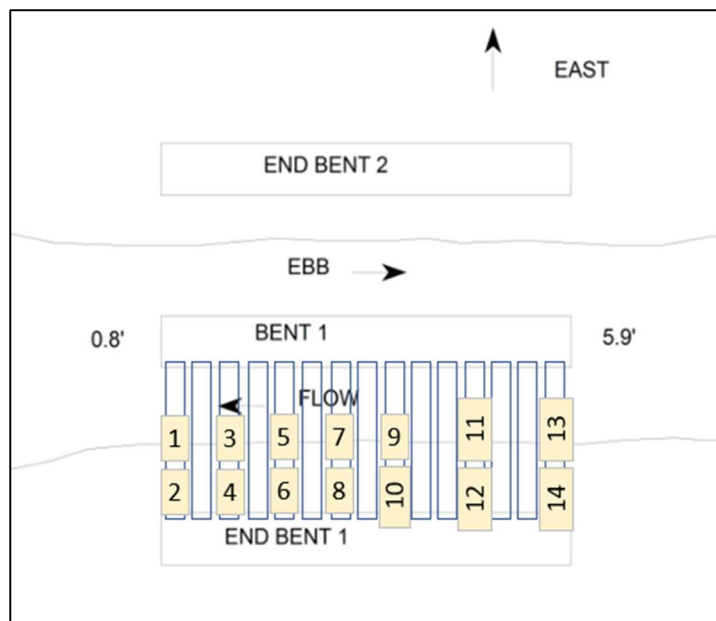 EAST
END BENT 2
EBB
0.8'
BENT 1
5.9'
FLOW
1 3 5 7 9 11 13
2 4 6 8 10 12 14
END BENT 1